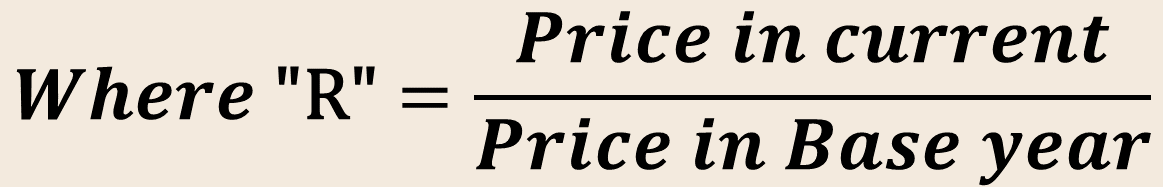 Where "R" = Price in current
Price in Base year